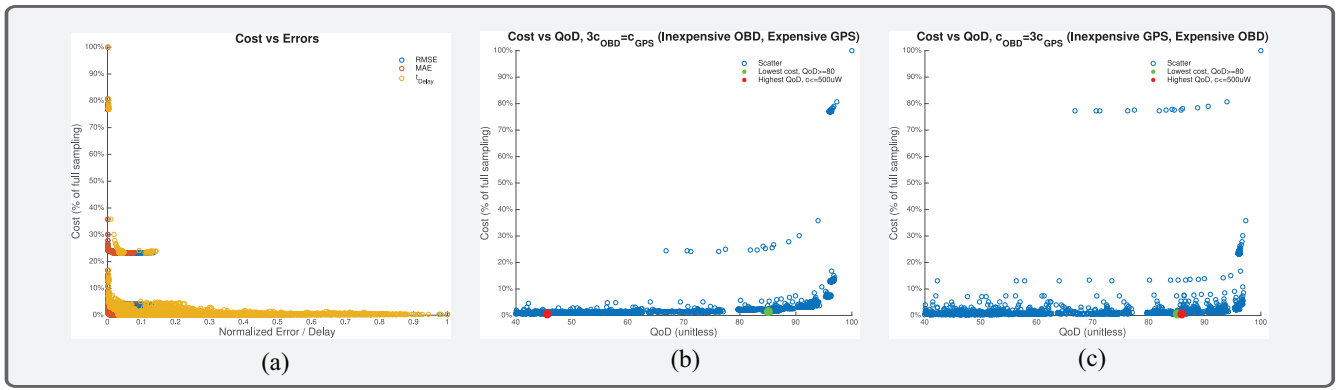 Cost vs Errors
RMSE
MAE
t_Delay
100%
90%
80%
70%
60%
50%
40%
30%
20%
10%
0%
Cost (% of full sampling)
0 0.1 0.2 0.3 0.4 0.5 0.6 0.7 0.8 0.9 1
Normalized Error / Delay
(a)
Cost vs QoD, 3c_OBD=c_GPS (Inexpensive OBD, Expensive GPS)
Scatter
Lowest cost, QoD>=80
Highest QoD, c<=500uW
100%
90%
80%
70%
60%
50%
40%
30%
20%
10%
0%
Cost (% of full sampling)
40 50 60 70 80 90 100
QoD (unitless)
(b)
Cost vs QoD, c_OBD=3c_GPS (Inexpensive GPS, Expensive OBD)
Scatter
Lowest cost, QoD>=80
Highest QoD, c<=500uW
100%
90%
80%
70%
60%
50%
40%
30%
20%
10%
0%
Cost (% of full sampling)
40 50 60 70 80 90 100
QoD (unitless)
(c)